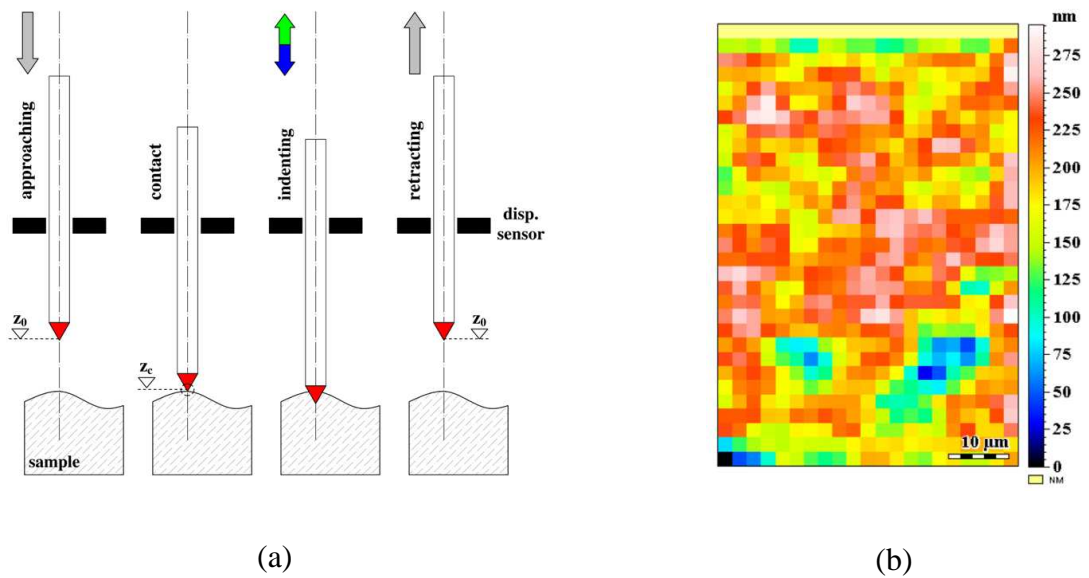 approaching
contact
indenting
retracting
disp.
sensor
z0
zc
z0
sample
nm
275
250
225
200
175
150
125
100
75
50
25
0
NM
10 µm
(a)
(b)